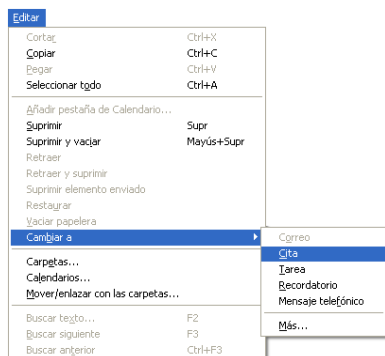 Editar
Cortar Ctrl+X
Copiar Ctrl+C
Pegar Ctrl+V
Seleccionar todo Ctrl+A
Añadir pestaña de Calendario...
Suprimir Supr
Suprimir y vaciar Mayús+Supr
Retraer
Retraer y suprimir
Suprimir elemento enviado
Restaurar
Vaciar papelera
Cambiar a
Correo
Cita
Tarea
Recordatorio
Mensaje telefónico
Más...
Carpetas...
Calendarios...
Mover/enlazar con las carpetas...
Buscar texto... F2
Buscar siguiente F3
Buscar anterior Ctrl+F3